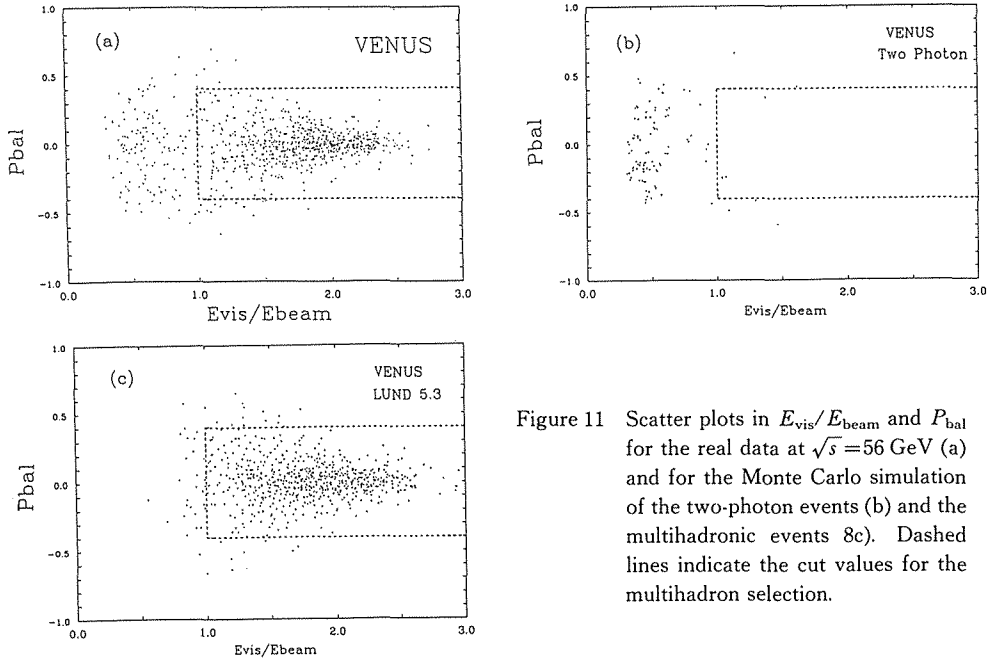 (a)
VENUS
Pbal
1.0
0.5
0.0
-0.5
-1.0
0.0
1.0
2.0
3.0
Evis/Ebeam
(b)
VENUS
Two Photon
Pbal
1.0
0.5
0.0
-0.5
-1.0
0.0
1.0
2.0
3.0
Evis/Ebeam
(c)
VENUS
LUND 5.3
Pbal
1.0
0.5
0.0
-0.5
-1.0
0.0
1.0
2.0
3.0
Evis/Ebeam
Figure 11 Scatter plots in E_vis/E_beam and P_bal
for the real data at √s=56 GeV (a)
and for the Monte Carlo simulation
of the two-photon events (b) and the
multihadronic events 8c). Dashed
lines indicate the cut values for the
multihadron selection.